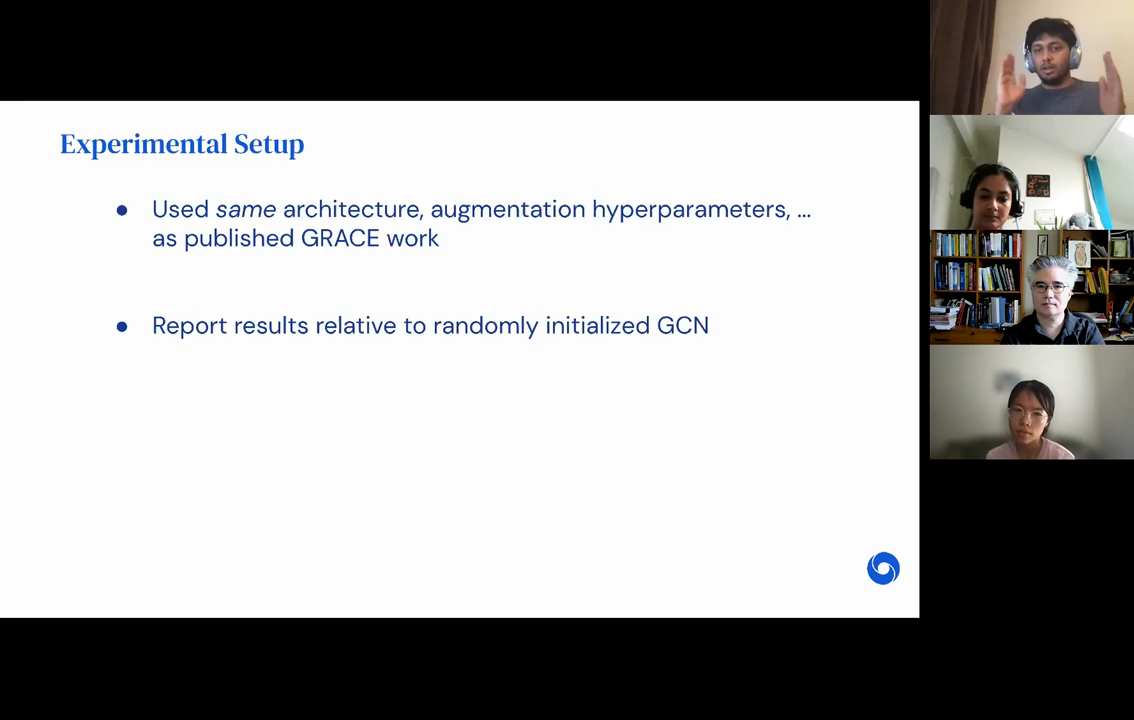 Experimental Setup
● Used same architecture, augmentation hyperparameters, ...
as published GRACE work
● Report results relative to randomly initialized GCN